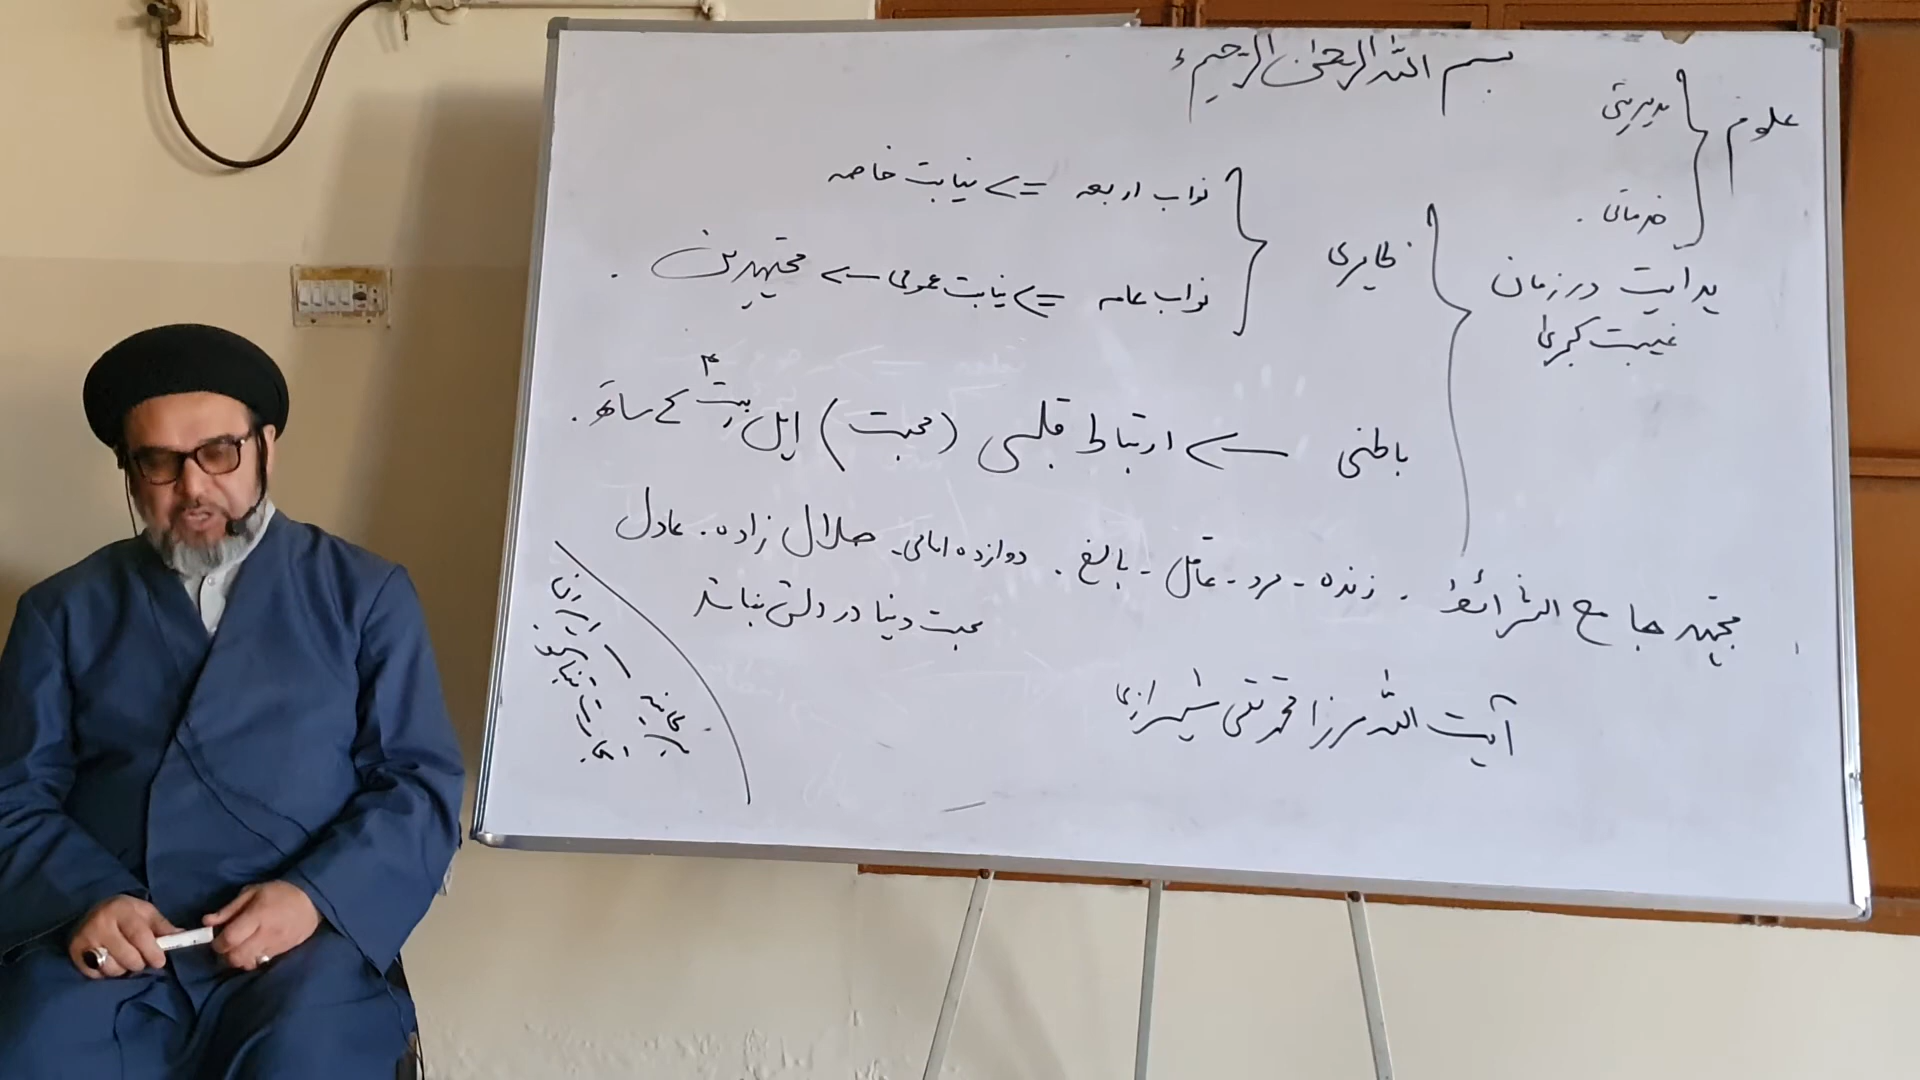 بسم اللہ الرحمٰن الرحیم
علوم
مدیریتی
خدماتی
ہدایت در زمان
غیبت کبریٰ
ظاہری
نواب اربعہ => نیابت خاصہ
نواب عامہ => نیابت عمومی -> مجتہدین
باطنی -> ارتباط قلبی (محبت) اہل بیتؑ کے ساتھ
مجتہد جامع الشرائط . زندہ - مرد - عاقل - بالغ . دوازدہ امامی - حلال زادہ . عادل
محبت دنیا در دلش نباشد
آیت اللہ مرزا محمد تقی شیرازی